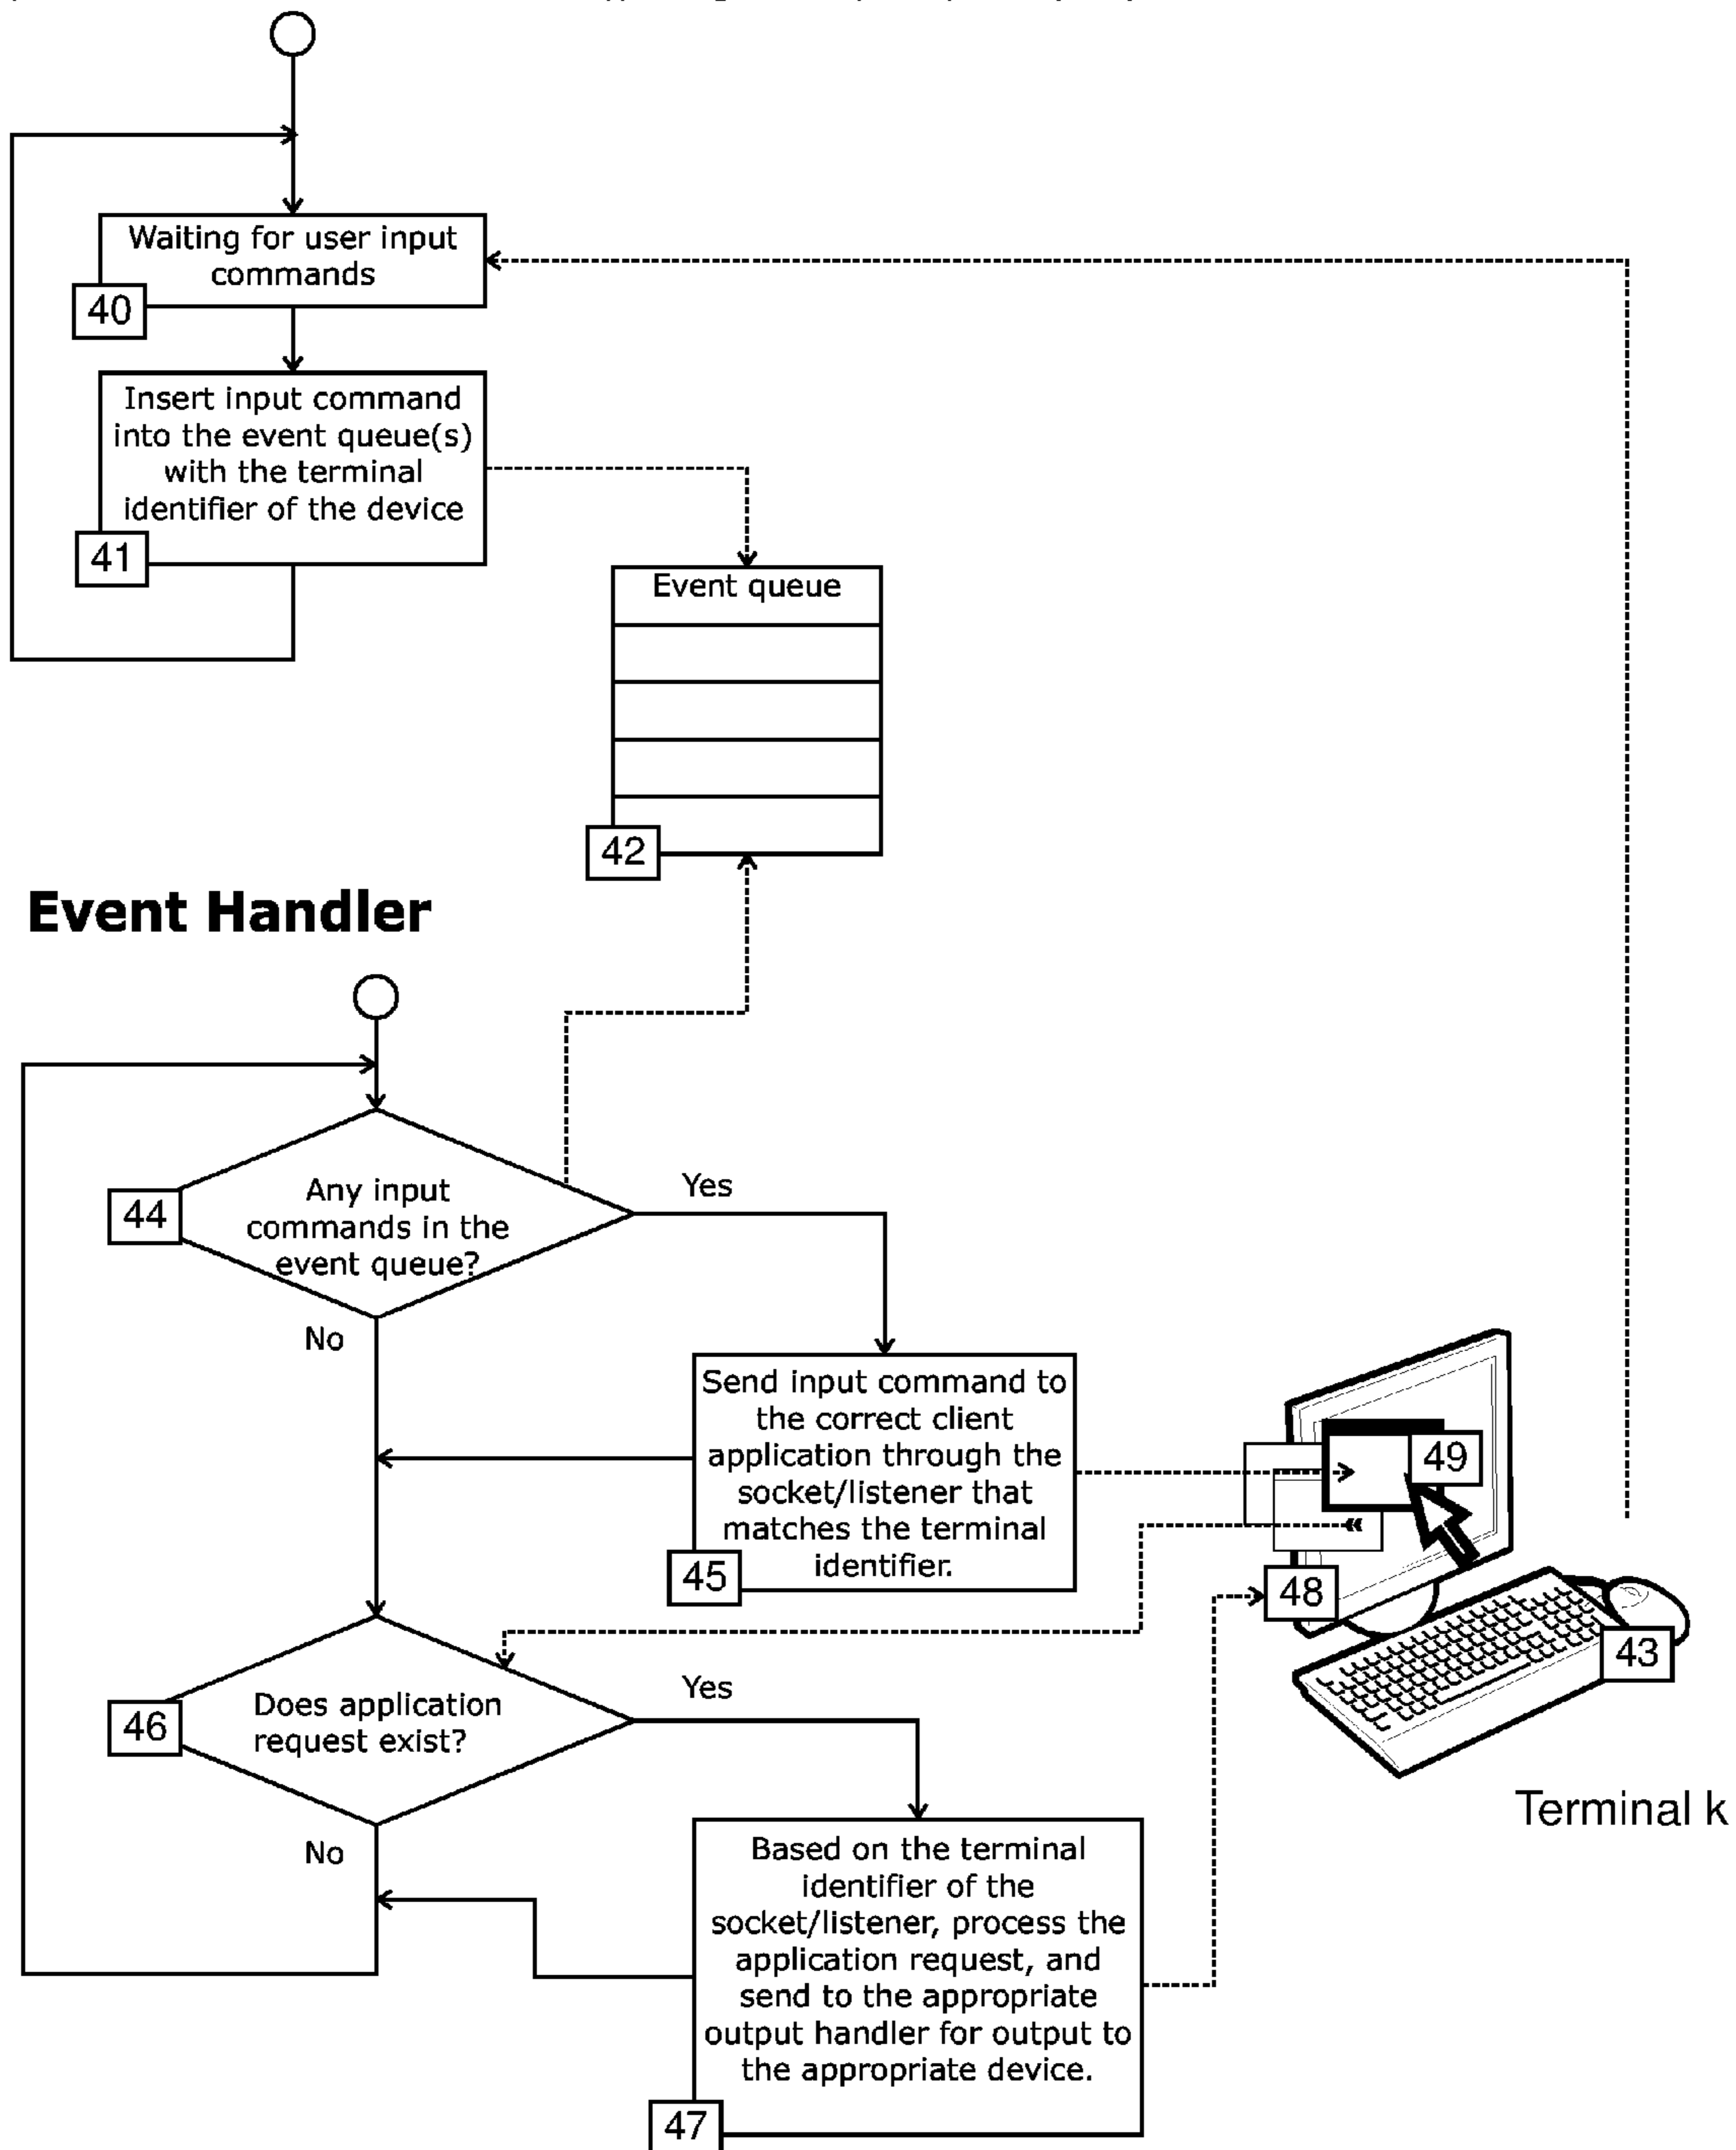 Waiting for user input
commands
40
Insert input command
into the event queue(s)
with the terminal
identifier of the device
41
Event queue
42
Event Handler
44
Any input
commands in the
event queue?
Yes
No
Send input command to
the correct client
application through the
socket/listener that
matches the terminal
identifier.
45
49
48
43
Terminal k
46
Does application
request exist?
Yes
No
Based on the terminal
identifier of the
socket/listener, process the
application request, and
send to the appropriate
output handler for output to
the appropriate device.
47